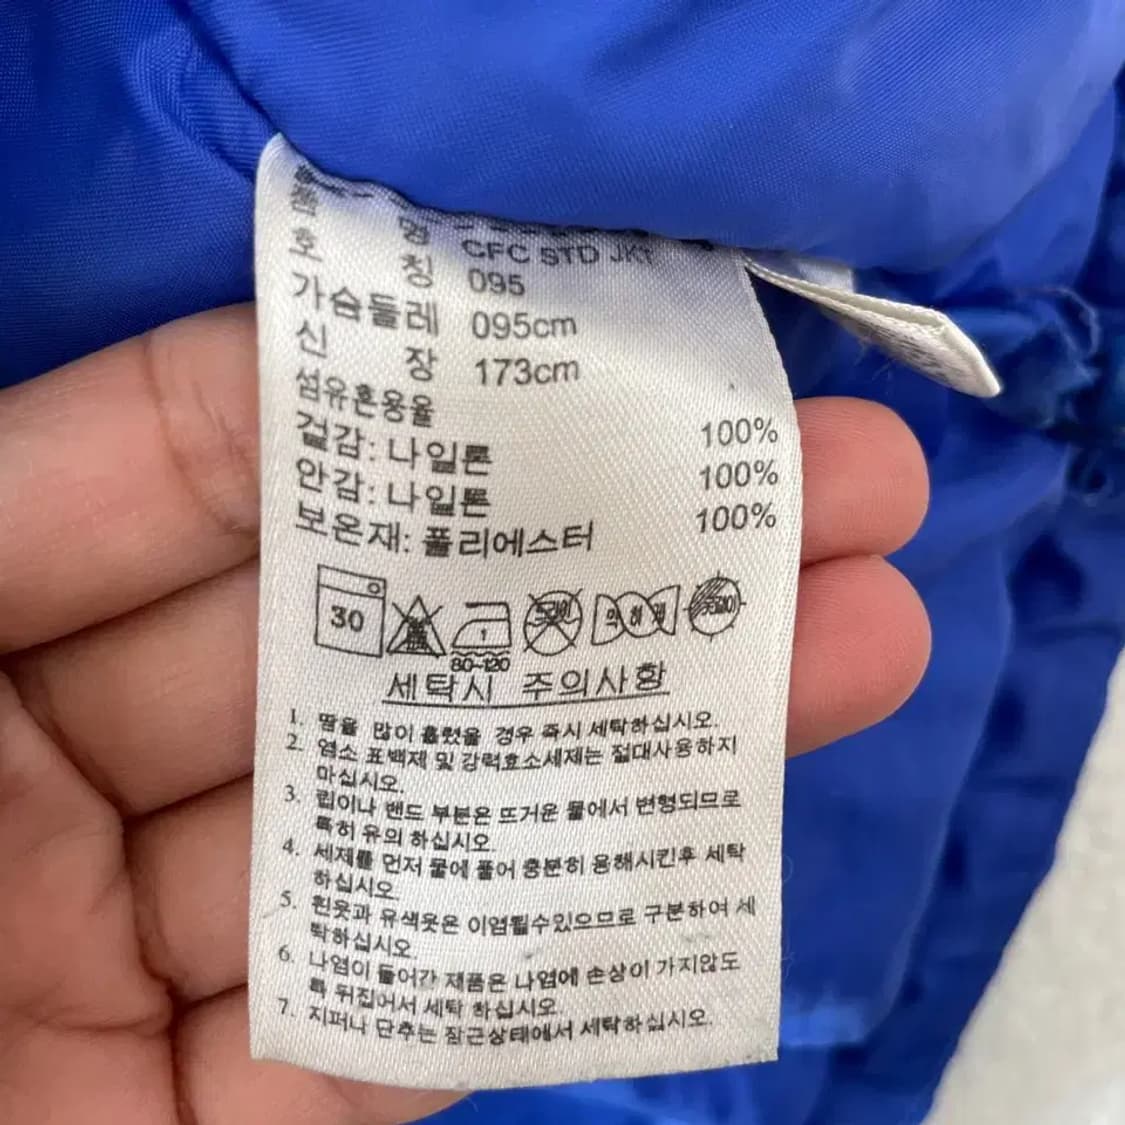 품 명 CFC STD JKT
호 칭 095
가슴둘레 095cm
신 장 173cm
섬유혼용율
겉감: 나일론 100%
안감: 나일론 100%
보온재: 폴리에스터 100%
30
80-120
세탁시 주의사항
1. 땀을 많이 흘렸을 경우 즉시 세탁하십시오.
2. 염소 표백제 및 강력효소세제는 절대사용하지
마십시오.
3. 립이나 밴드 부분은 뜨거운 물에서 변형되므로
특히 유의 하십시오.
4. 세제를 먼저 물에 풀어 충분히 용해시킨후 세탁
하십시오.
5. 흰옷과 유색옷은 이염될수있으므로 구분하여 세
탁하십시오.
6. 나염이 들어간 제품은 나염에 손상이 가지않도
록 뒤집어서 세탁 하십시오.
7. 지퍼나 단추는 잠근상태에서 세탁하십시오.